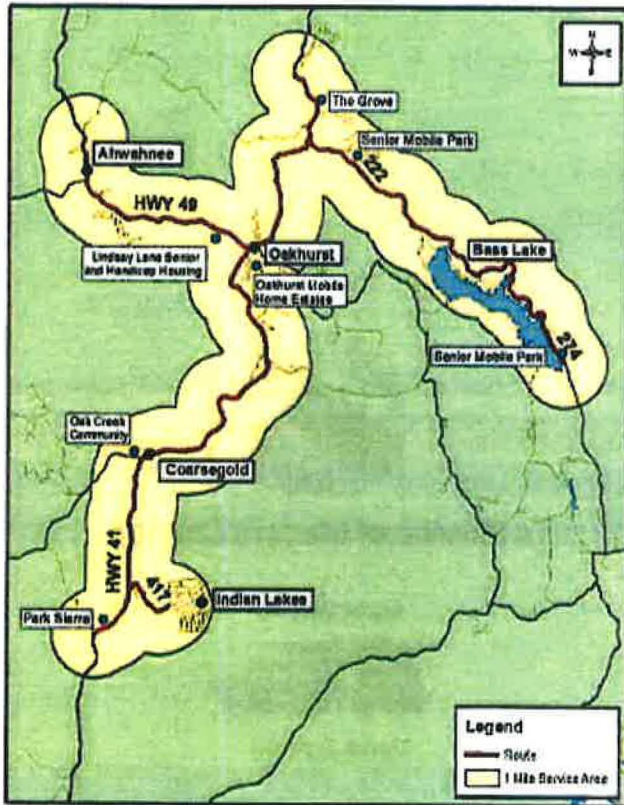 N
W E
S
The Grove
Senior Mobile Park
222
Ahwahnee
HWY 49
Lindsay Lane Senior
and Handicap Housing
Oakhurst
Oakhurst Mobile
Home Estates
Bass Lake
274
Senior Mobile Park
Oak Creek
Community
Coarsegold
HWY 41
417
Indian Lakes
Park Sierra
Legend
Route
1 Mile Service Area